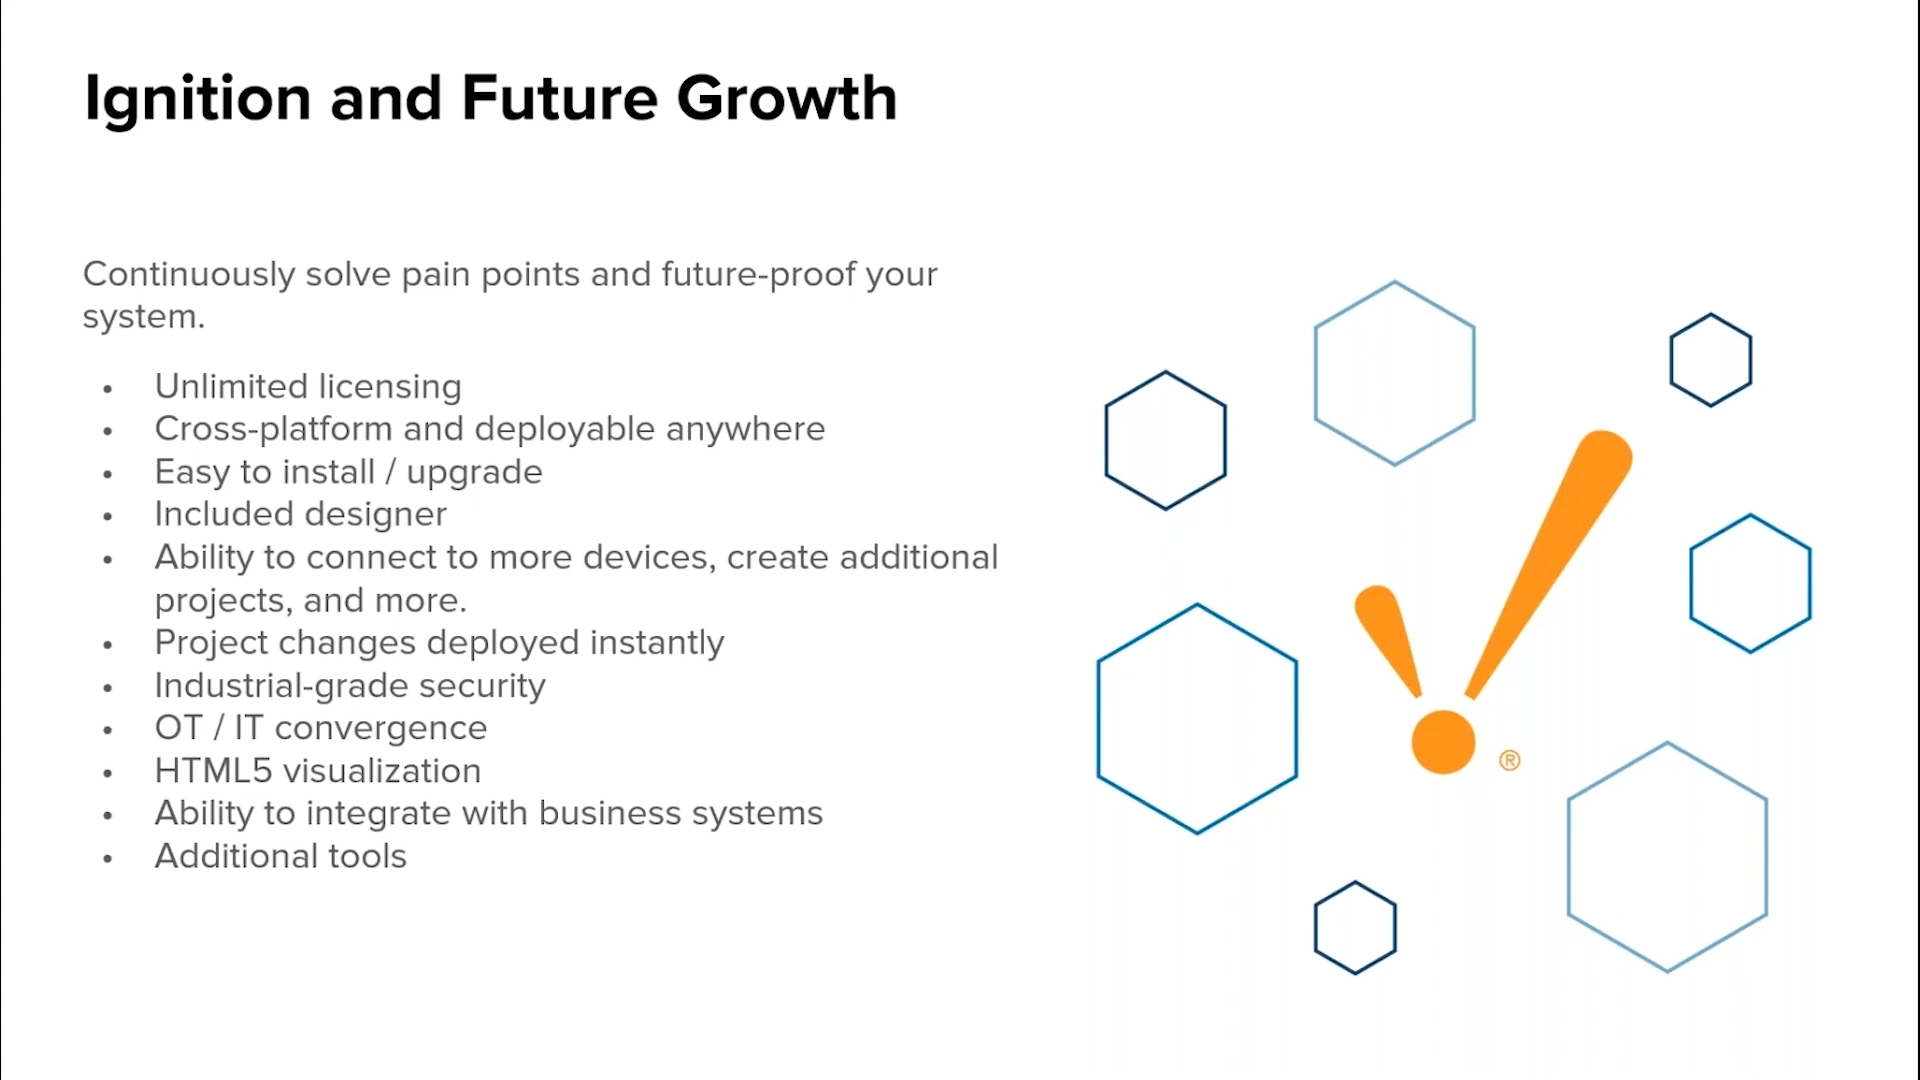 Ignition and Future Growth
Continuously solve pain points and future-proof your
system.
• Unlimited licensing
• Cross-platform and deployable anywhere
• Easy to install / upgrade
• Included designer
• Ability to connect to more devices, create additional
projects, and more.
• Project changes deployed instantly
• Industrial-grade security
• OT / IT convergence
• HTML5 visualization
• Ability to integrate with business systems
• Additional tools
®